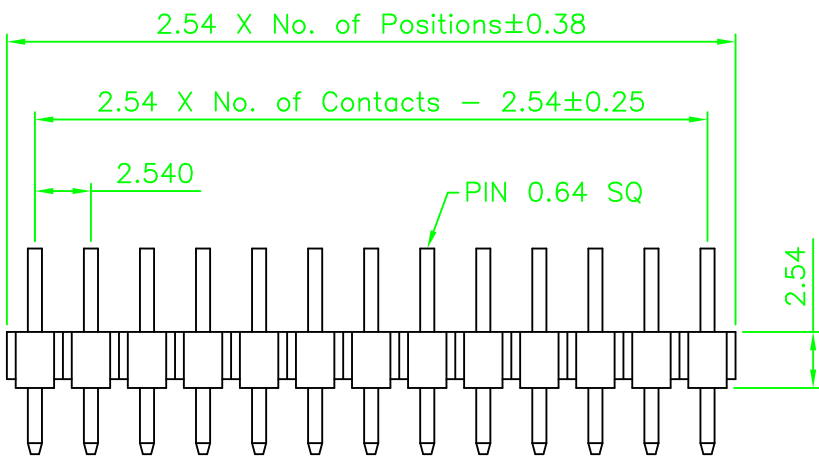 2.54 X No. of Positions±0.38
2.54 X No. of Contacts – 2.54±0.25
2.540
PIN 0.64 SQ
2.54